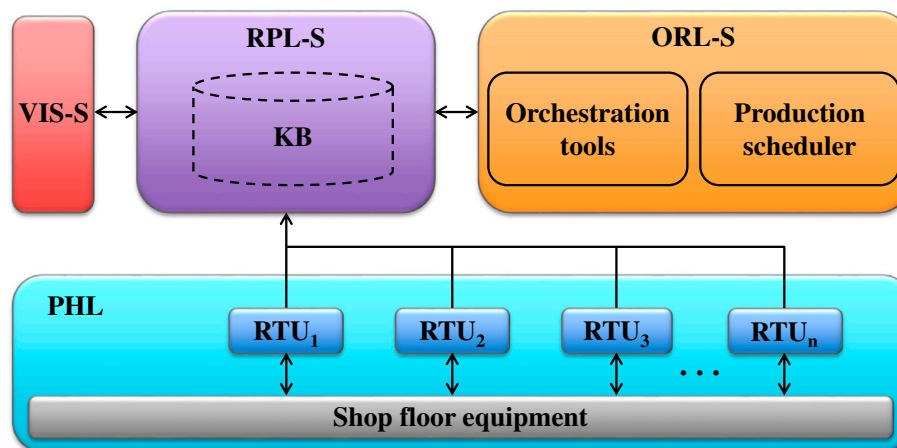 RPL-S
ORL-S
VIS-S
KB
Orchestration
tools
Production
scheduler
PHL
RTU₁
RTU₂
RTU₃
RTUₙ
. . .
Shop floor equipment